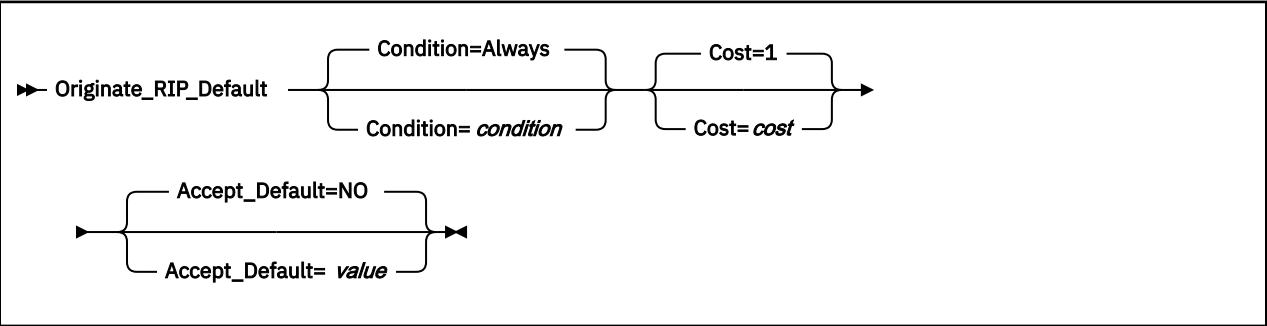 Condition=Always
Cost=1
Originate_RIP_Default
Condition= condition
Cost= cost
Accept_Default=NO
Accept_Default= value